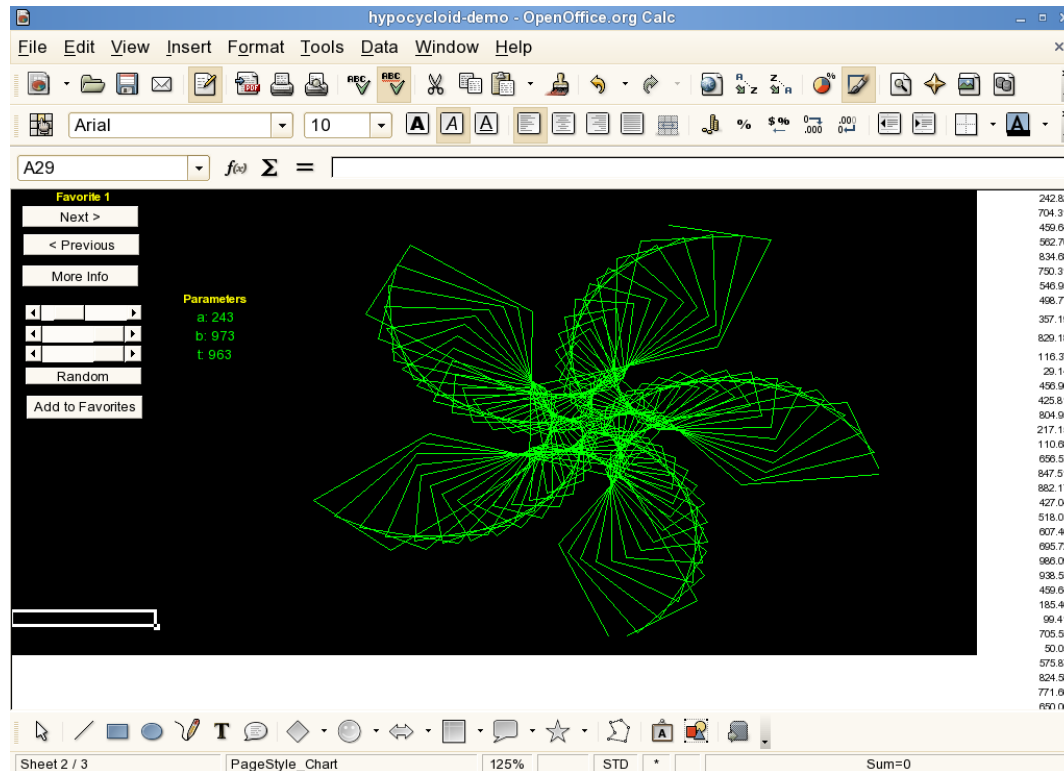 hypocycloid-demo - OpenOffice.org Calc
File Edit View Insert Format Tools Data Window Help
Arial 10
A29 f(x) Σ =
Favorite 1
Next >
< Previous
More Info
Parameters
a: 243
b: 973
t: 963
Random
Add to Favorites
704.3
459.6
562.7
834.6
750.3
546.9
498.7
357.1
829.1
116.3
29.1
456.9
425.8
804.9
217.1
110.6
656.5
847.5
882.1
427.0
518.0
607.4
695.7
986.0
938.5
459.6
185.4
99.4
705.5
50.0
575.8
824.5
771.6
650.0
Sheet 2 / 3 PageStyle_Chart 125% STD * Sum=0